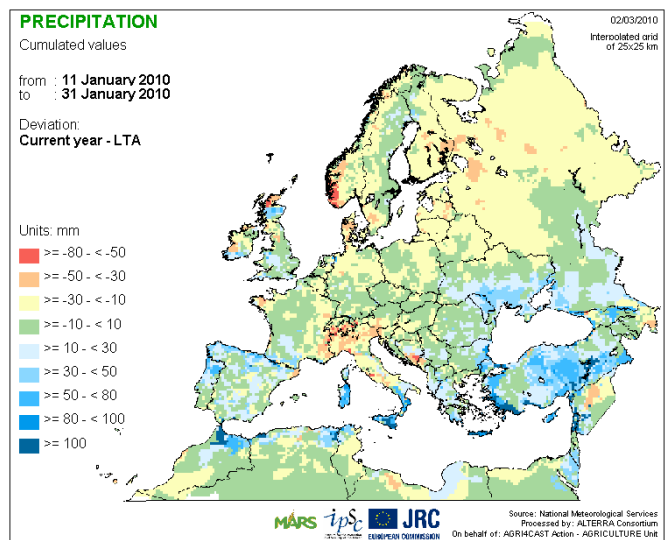 PRECIPITATION
Cumulated values
from : 11 January 2010
to : 31 January 2010
Deviation:
Current year - LTA
02/03/2010
Interpolated grid
of 25x25 km
Units: mm
>= -80 - < -50
>= -50 - < -30
>= -30 - < -10
>= -10 - < 10
>= 10 - < 30
>= 30 - < 50
>= 50 - < 80
>= 80 - < 100
>= 100
MARS
ipsc
JRC
EUROPEAN COMMISSION
Source: National Meteorological Services
Processed by: ALTERRA Consortium
On behalf of: AGRI4CAST Action - AGRICULTURE Unit